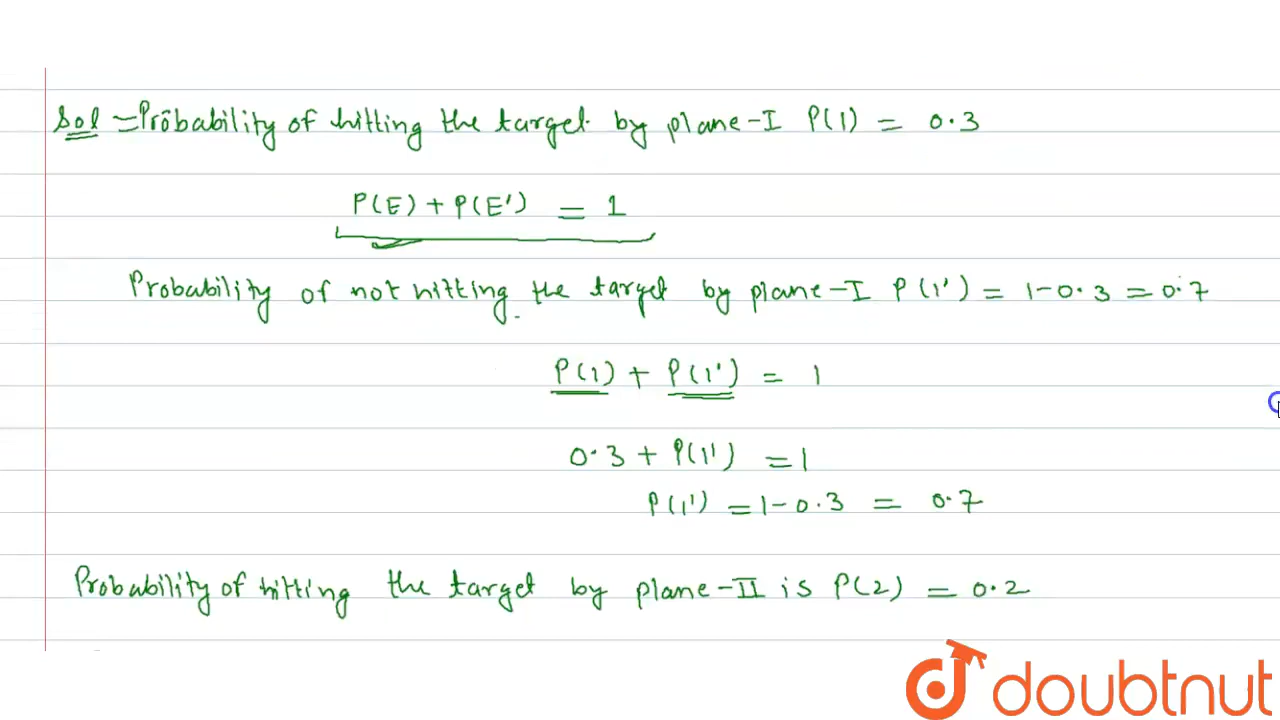 Sol = Probability of hitting the target by plane-I P(1) = 0.3
P(E) + P(E') = 1
Probability of not hitting the target by plane-I P(1') = 1-0.3 = 0.7
P(1) + P(1') = 1
0.3 + P(1') = 1
P(1') = 1-0.3 = 0.7
Probability of hitting the target by plane-II is P(2) = 0.2
doubtnut